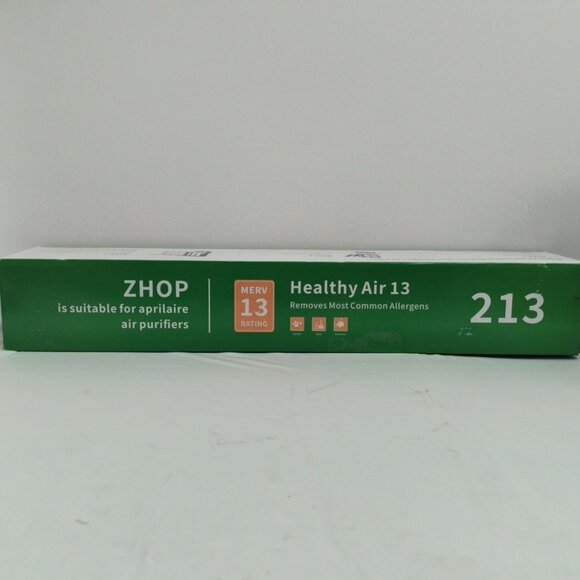 ZHOP
is suitable for aprilaire
air purifiers
MERV
13
RATING
Healthy Air 13
Removes Most Common Allergens
213